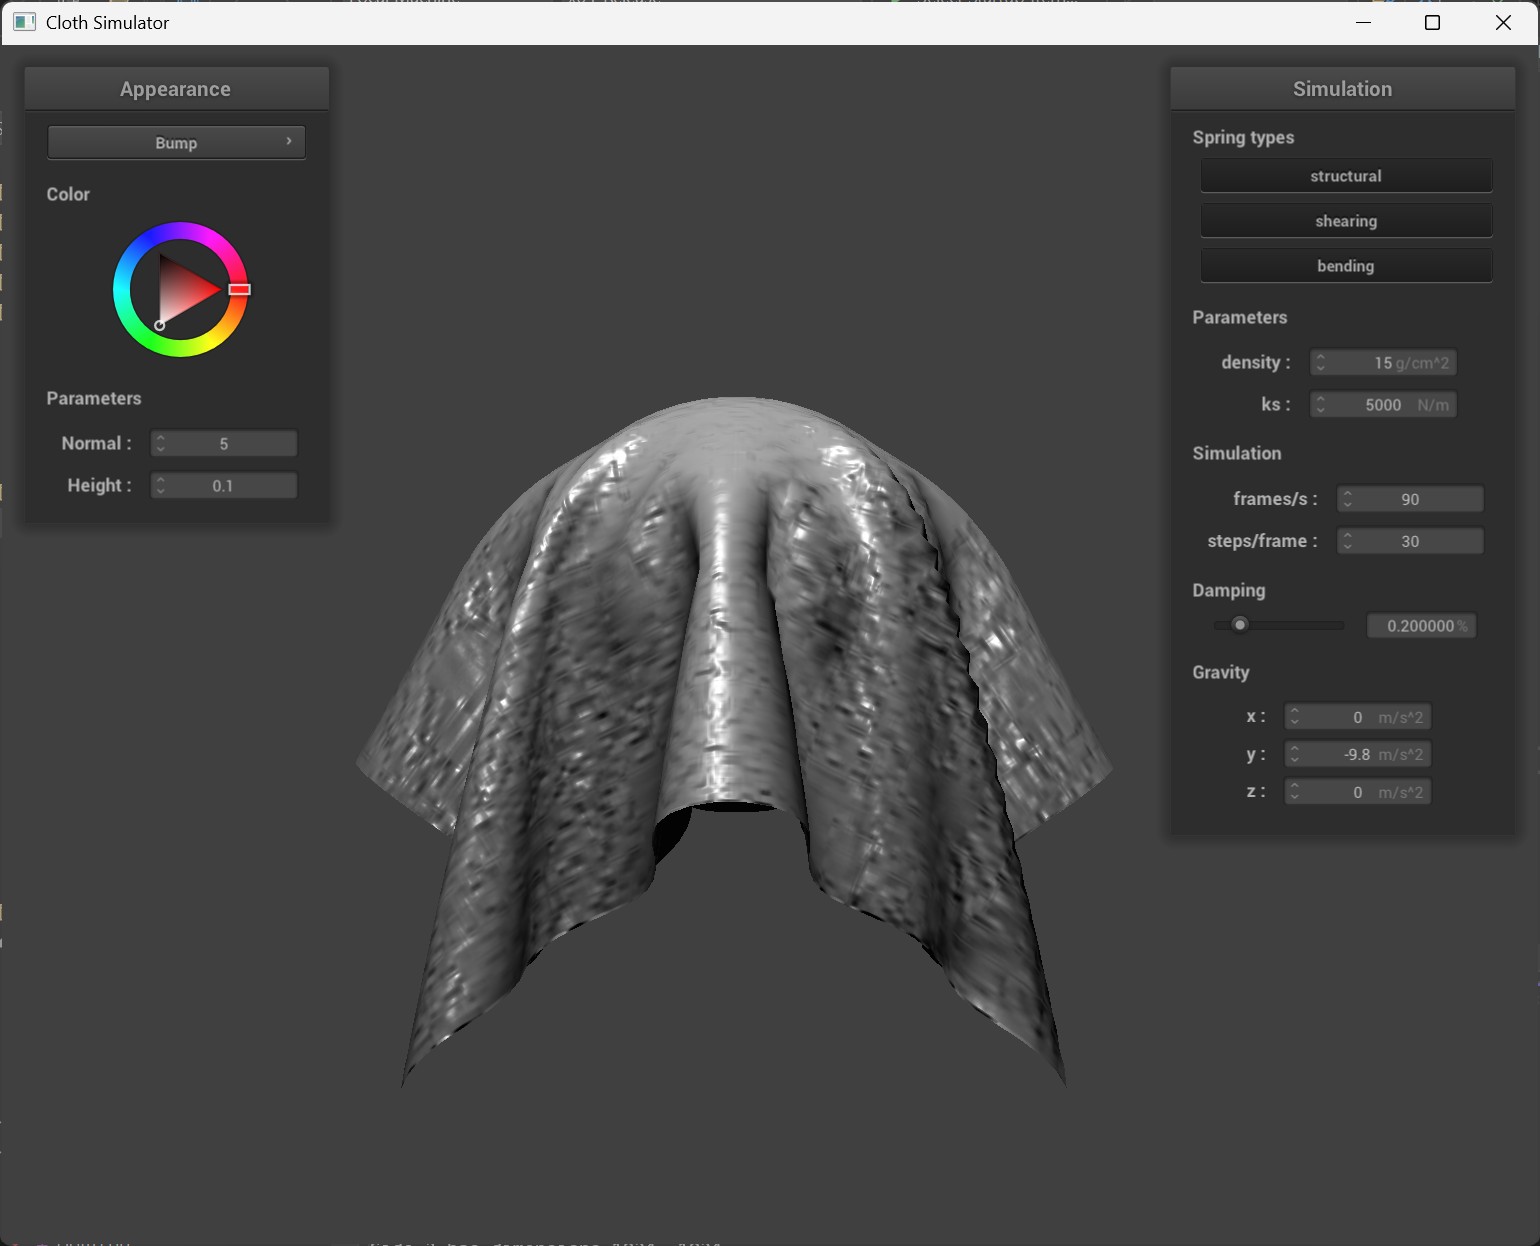 Cloth Simulator
Appearance
Bump
Color
Parameters
Normal : 5
Height : 0.1
Simulation
Spring types
structural
shearing
bending
Parameters
density : 15 g/cm^2
ks : 5000 N/m
Simulation
frames/s : 90
steps/frame : 30
Damping
0.200000 %
Gravity
x : 0 m/s^2
y : -9.8 m/s^2
z : 0 m/s^2